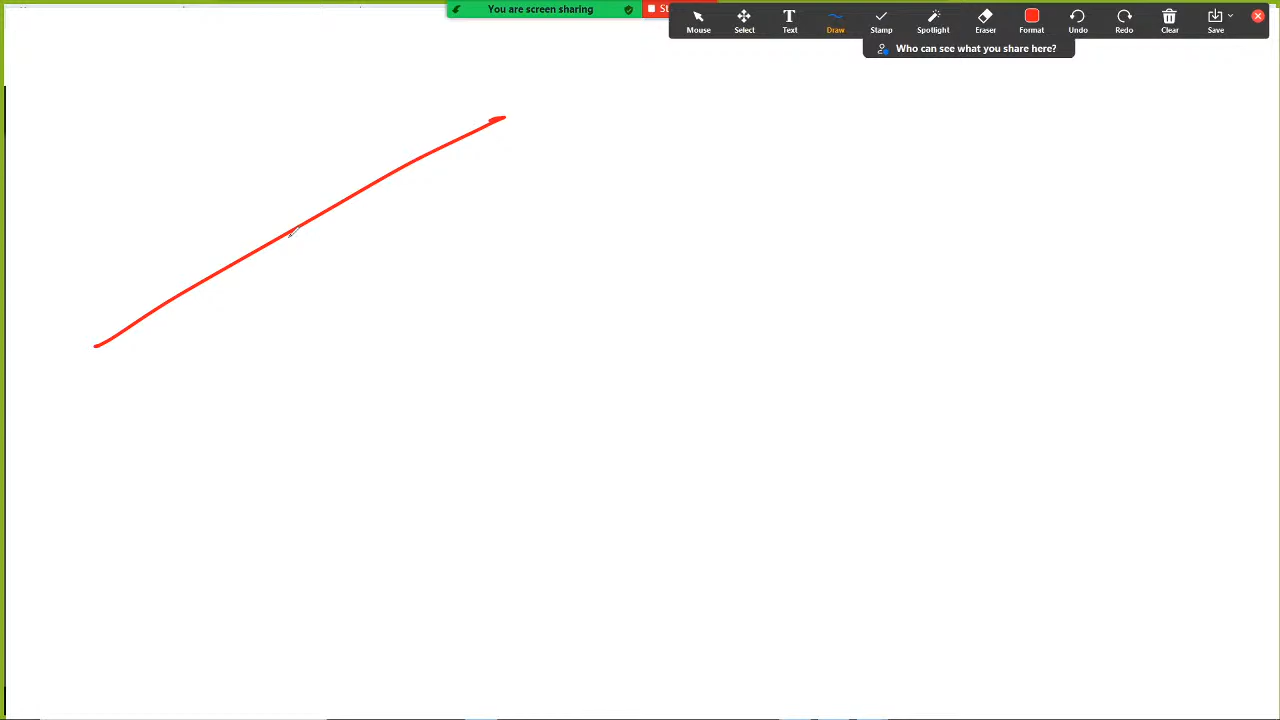 You are screen sharing
Mouse Select Text Draw Stamp Spotlight Eraser Format Undo Redo Clear Save
Who can see what you share here?